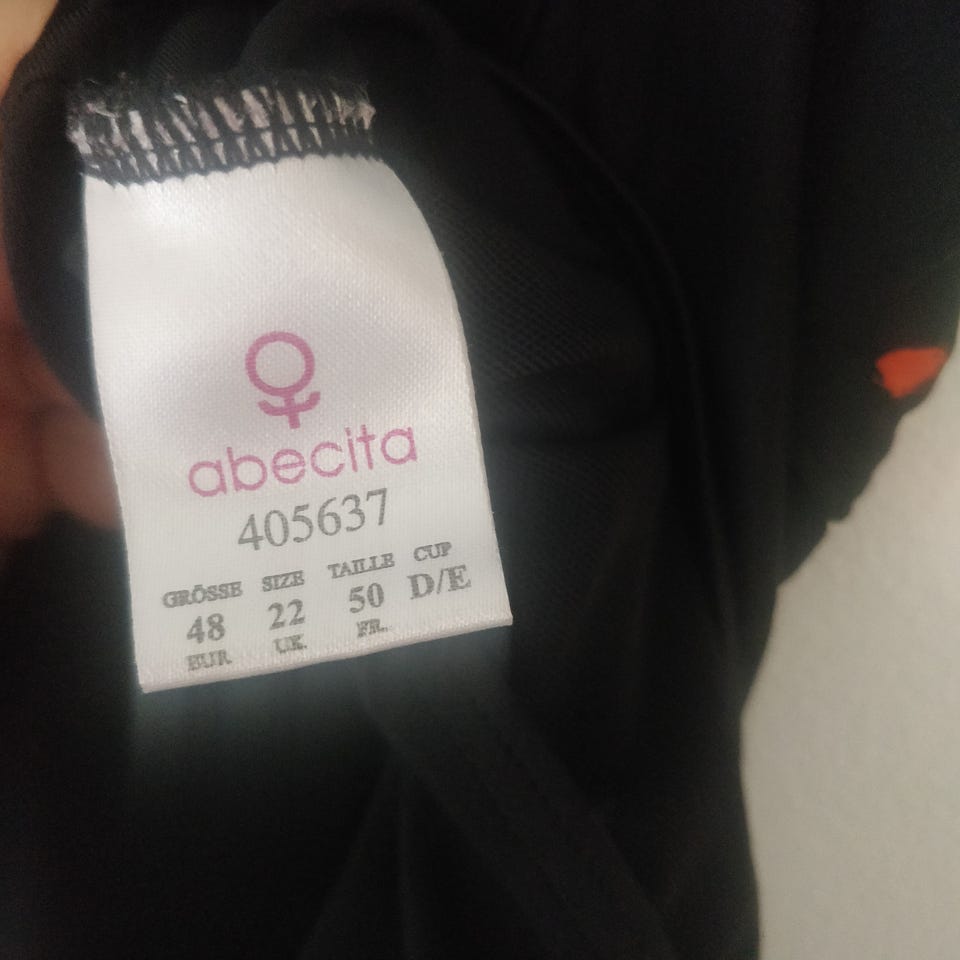 abecita
405637
GRÖSSE SIZE TAILLE CUP
48 22 50 D/E
EUR UK. FR.